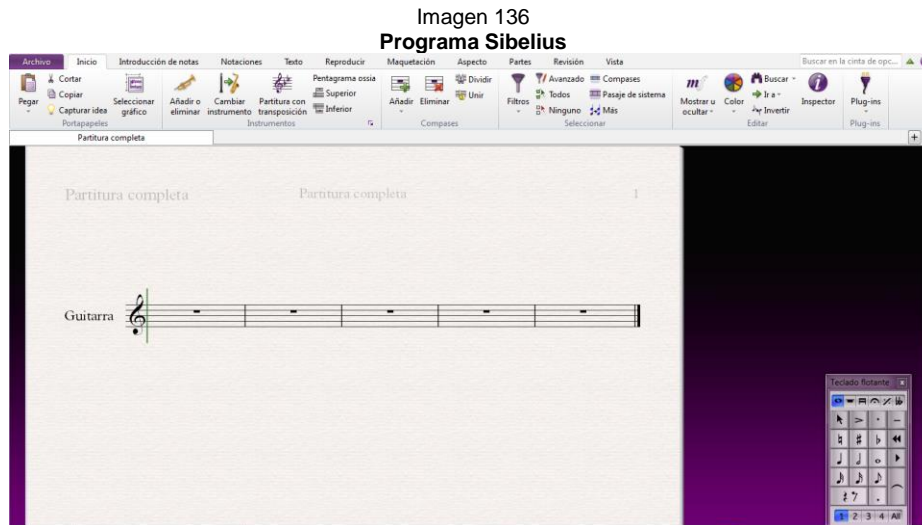 Imagen 136
Programa Sibelius
Archivo Inicio Introducción de notas Notaciones Texto Reproducir Maquetación Aspecto Partes Revisión Vista Buscar en la cinta de opc...
Pegar
Cortar
Copiar
Capturar idea
Portapapeles
Seleccionar gráfico
Añadir o eliminar
Cambiar instrumento
Partitura con transposición
Pentagrama ossia
Superior
Inferior
Instrumentos
Añadir
Eliminar
Dividir
Unir
Compases
Filtros
Avanzado
Todos
Ninguno
Compases
Pasaje de sistema
Más
Seleccionar
Mostrar u ocultar
Color
Buscar
Ir a
Invertir
Editar
Inspector
Plug-ins
Plug-ins
Partitura completa
Partitura completa Partitura completa 1
Guitarra
Teclado flotante
1 2 3 4 All